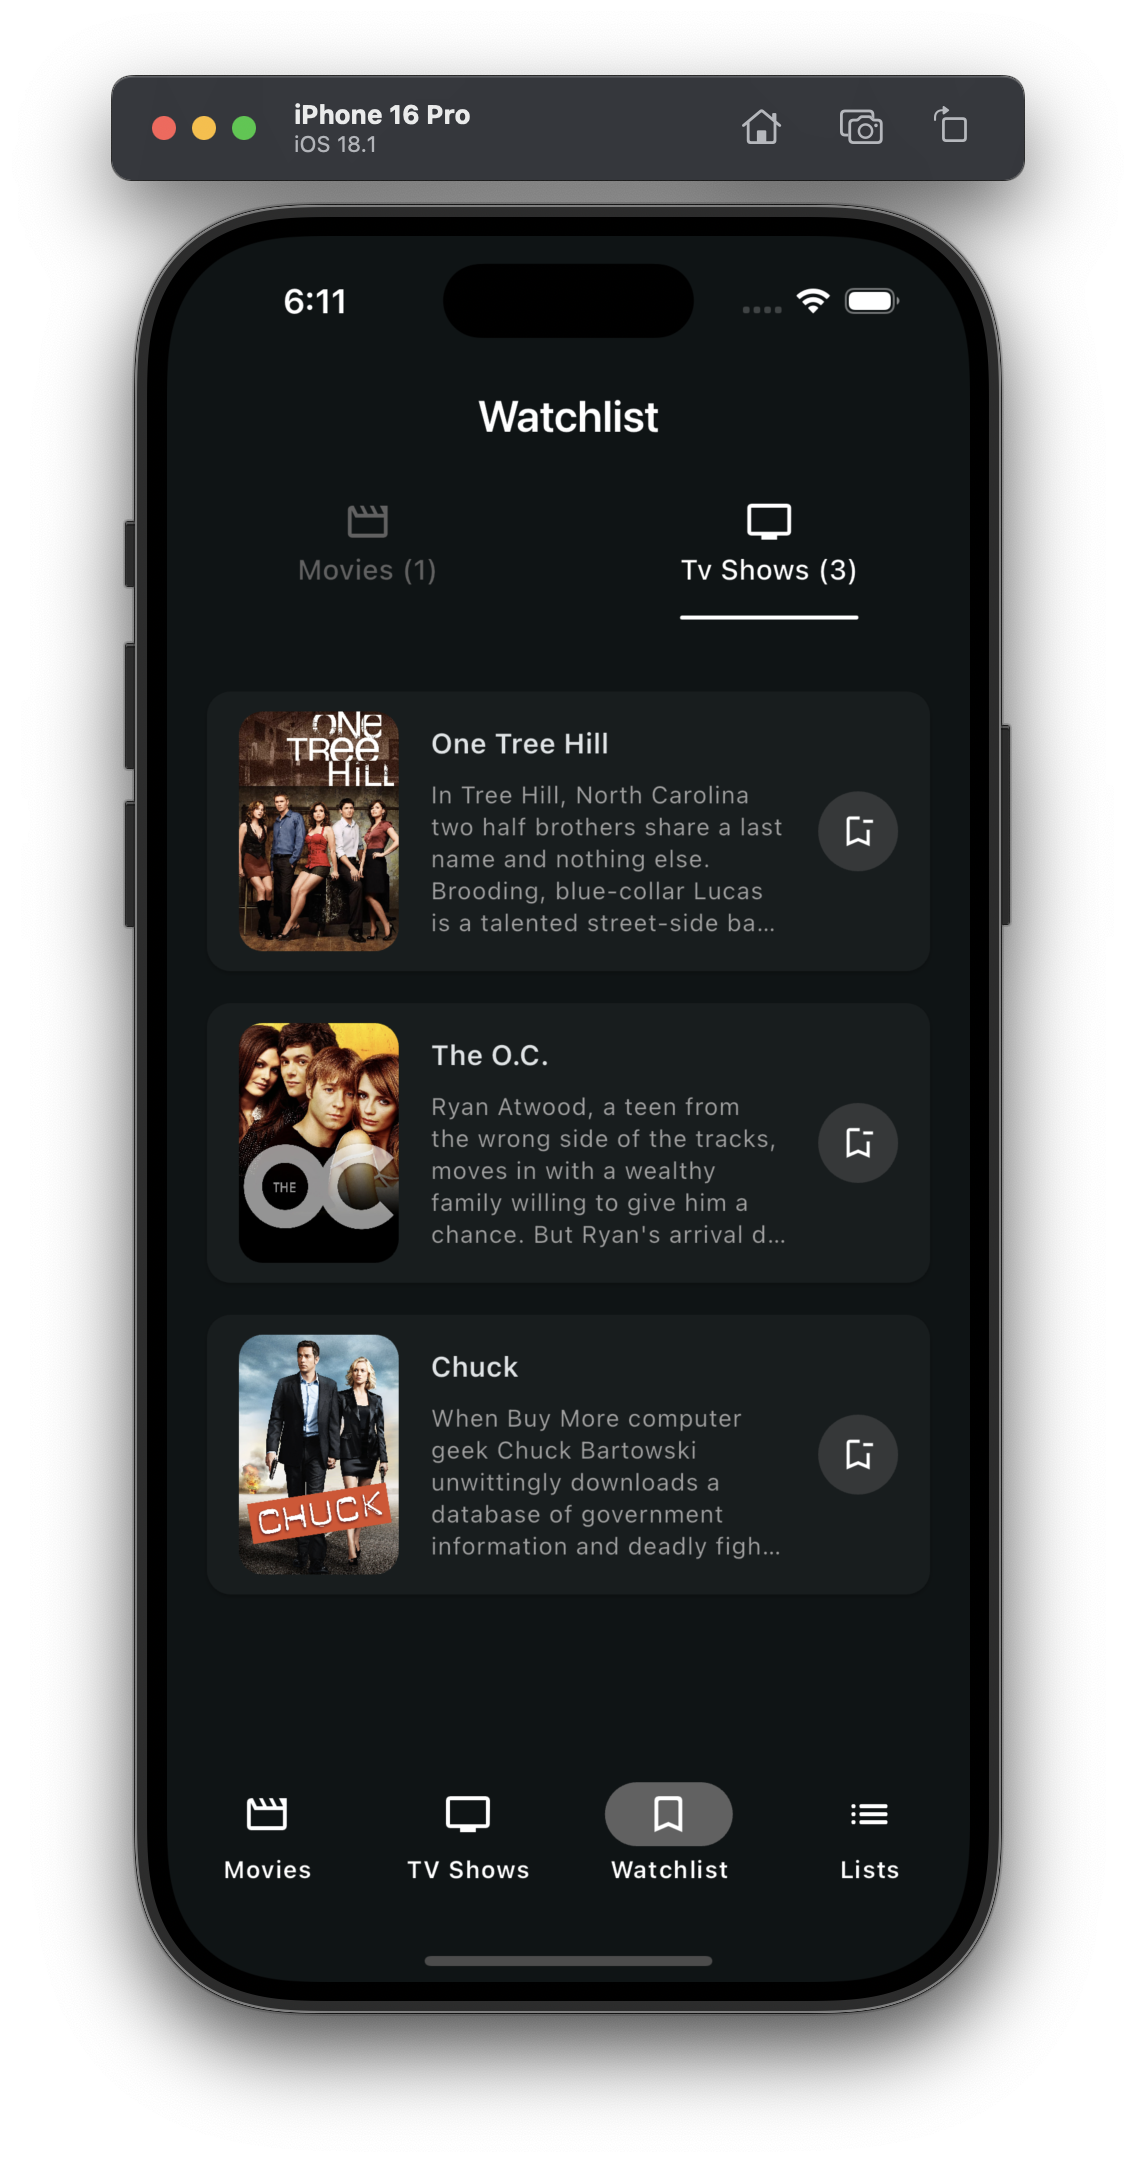 iPhone 16 Pro
iOS 18.1
6:11
Watchlist
Movies (1)
Tv Shows (3)
ONe
TRee
HiLL
One Tree Hill
In Tree Hill, North Carolina
two half brothers share a last
name and nothing else.
Brooding, blue-collar Lucas
is a talented street-side ba...
THE
OC
The O.C.
Ryan Atwood, a teen from
the wrong side of the tracks,
moves in with a wealthy
family willing to give him a
chance. But Ryan's arrival d...
CHUCK
Chuck
When Buy More computer
geek Chuck Bartowski
unwittingly downloads a
database of government
information and deadly figh...
Movies
TV Shows
Watchlist
Lists